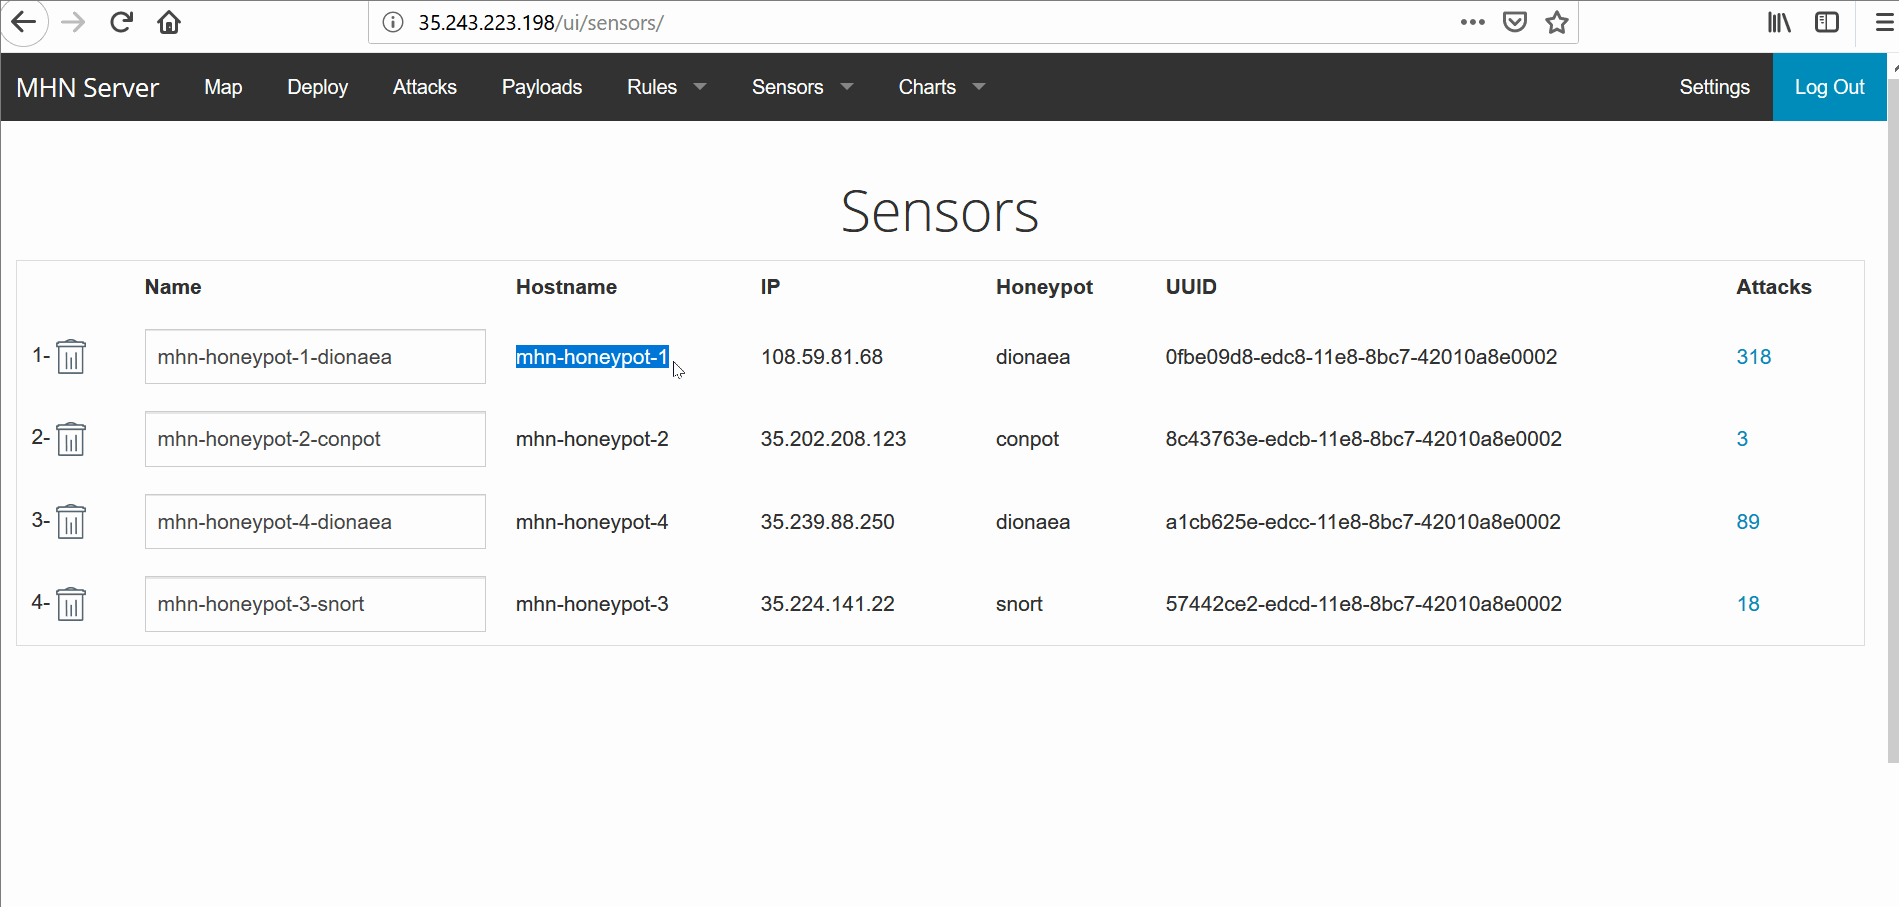 35.243.223.198/ui/sensors/
MHN Server Map Deploy Attacks Payloads Rules Sensors Charts Settings Log Out
Sensors
Name Hostname IP Honeypot UUID Attacks
1- mhn-honeypot-1-dionaea mhn-honeypot-1 108.59.81.68 dionaea 0fbe09d8-edc8-11e8-8bc7-42010a8e0002 318
2- mhn-honeypot-2-conpot mhn-honeypot-2 35.202.208.123 conpot 8c43763e-edcb-11e8-8bc7-42010a8e0002 3
3- mhn-honeypot-4-dionaea mhn-honeypot-4 35.239.88.250 dionaea a1cb625e-edcc-11e8-8bc7-42010a8e0002 89
4- mhn-honeypot-3-snort mhn-honeypot-3 35.224.141.22 snort 57442ce2-edcd-11e8-8bc7-42010a8e0002 18